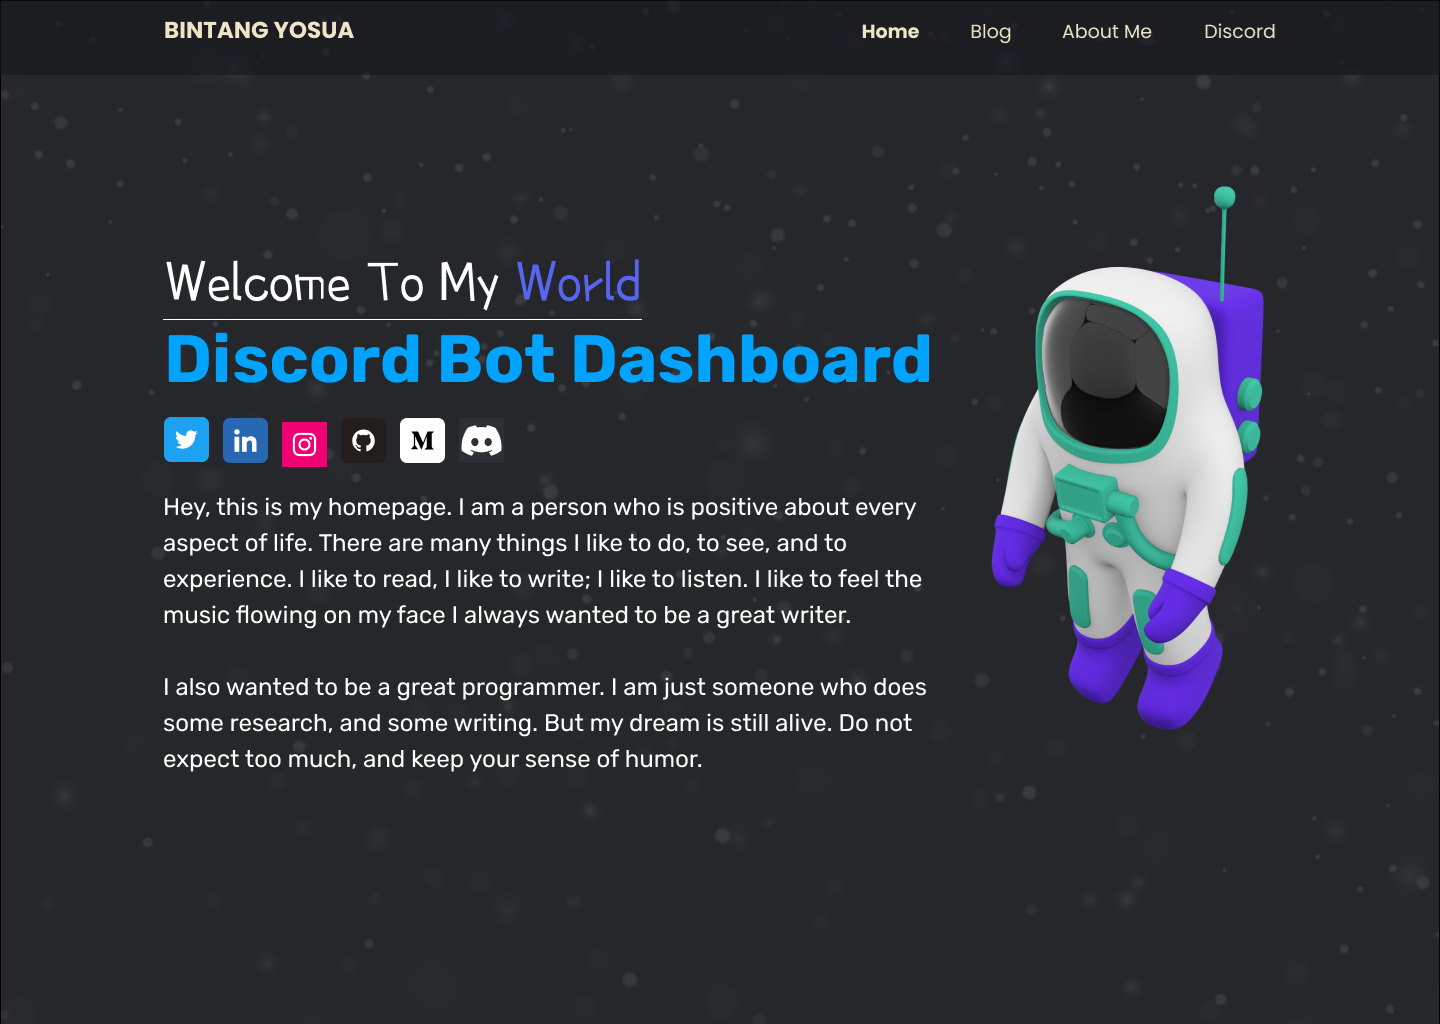 BINTANG YOSUA
Home Blog About Me Discord
Welcome To My World
Discord Bot Dashboard
in M
Hey, this is my homepage. I am a person who is positive about every
aspect of life. There are many things I like to do, to see, and to
experience. I like to read, I like to write; I like to listen. I like to feel the
music flowing on my face I always wanted to be a great writer.
I also wanted to be a great programmer. I am just someone who does
some research, and some writing. But my dream is still alive. Do not
expect too much, and keep your sense of humor.